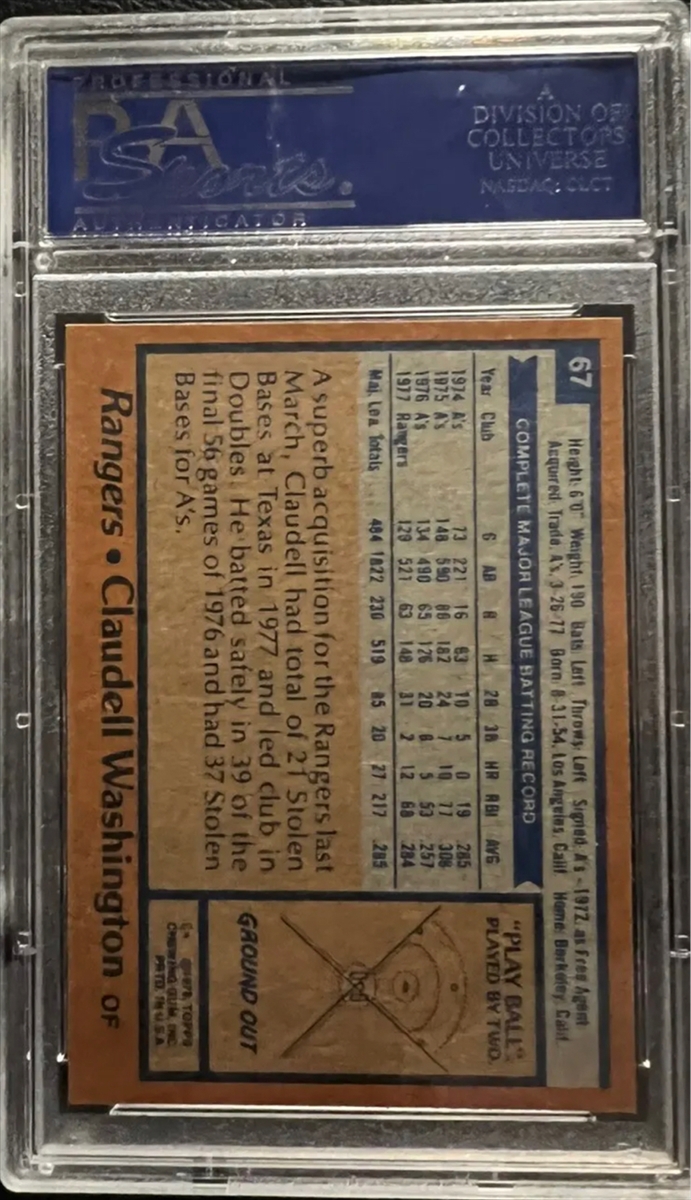 PROFESSIONAL
PSA
Sports®
AUTHENTICATOR
A
DIVISION OF
COLLECTORS
UNIVERSE
NASDAQ: CLCT
67
Height: 6'0" Weight: 190 Bats: Left Throws: Left Signed: A's-1972, as Free Agent
Acquired: Trade, A's, 3-26-77 Born: 8-31-54, Los Angeles, Calif. Home: Berkeley, Calif.
COMPLETE MAJOR LEAGUE BATTING RECORD
Year Club G AB R H 2B 3B HR RBI AVG
1974 A's 73 221 16 63 10 5 0 19 .285
1975 A's 148 590 86 182 24 7 10 77 .308
1976 A's 134 490 65 126 20 6 5 53 .257
1977 Rangers 129 521 63 148 31 2 12 68 .284
Maj. Lea. Totals 484 1822 230 519 85 20 27 217 .285
A superb acquisition for the Rangers last
March, Claudell had total of 21 Stolen
Bases at Texas in 1977 and led club in
Doubles. He batted safely in 39 of the
final 56 games of 1976 and had 37 Stolen
Bases for A's.
"PLAY BALL"
PLAYED BY TWO.
GROUND OUT
©1978, TOPPS
CHEWING GUM, INC.
PRTD. IN U.S.A.
Rangers • Claudell Washington OF